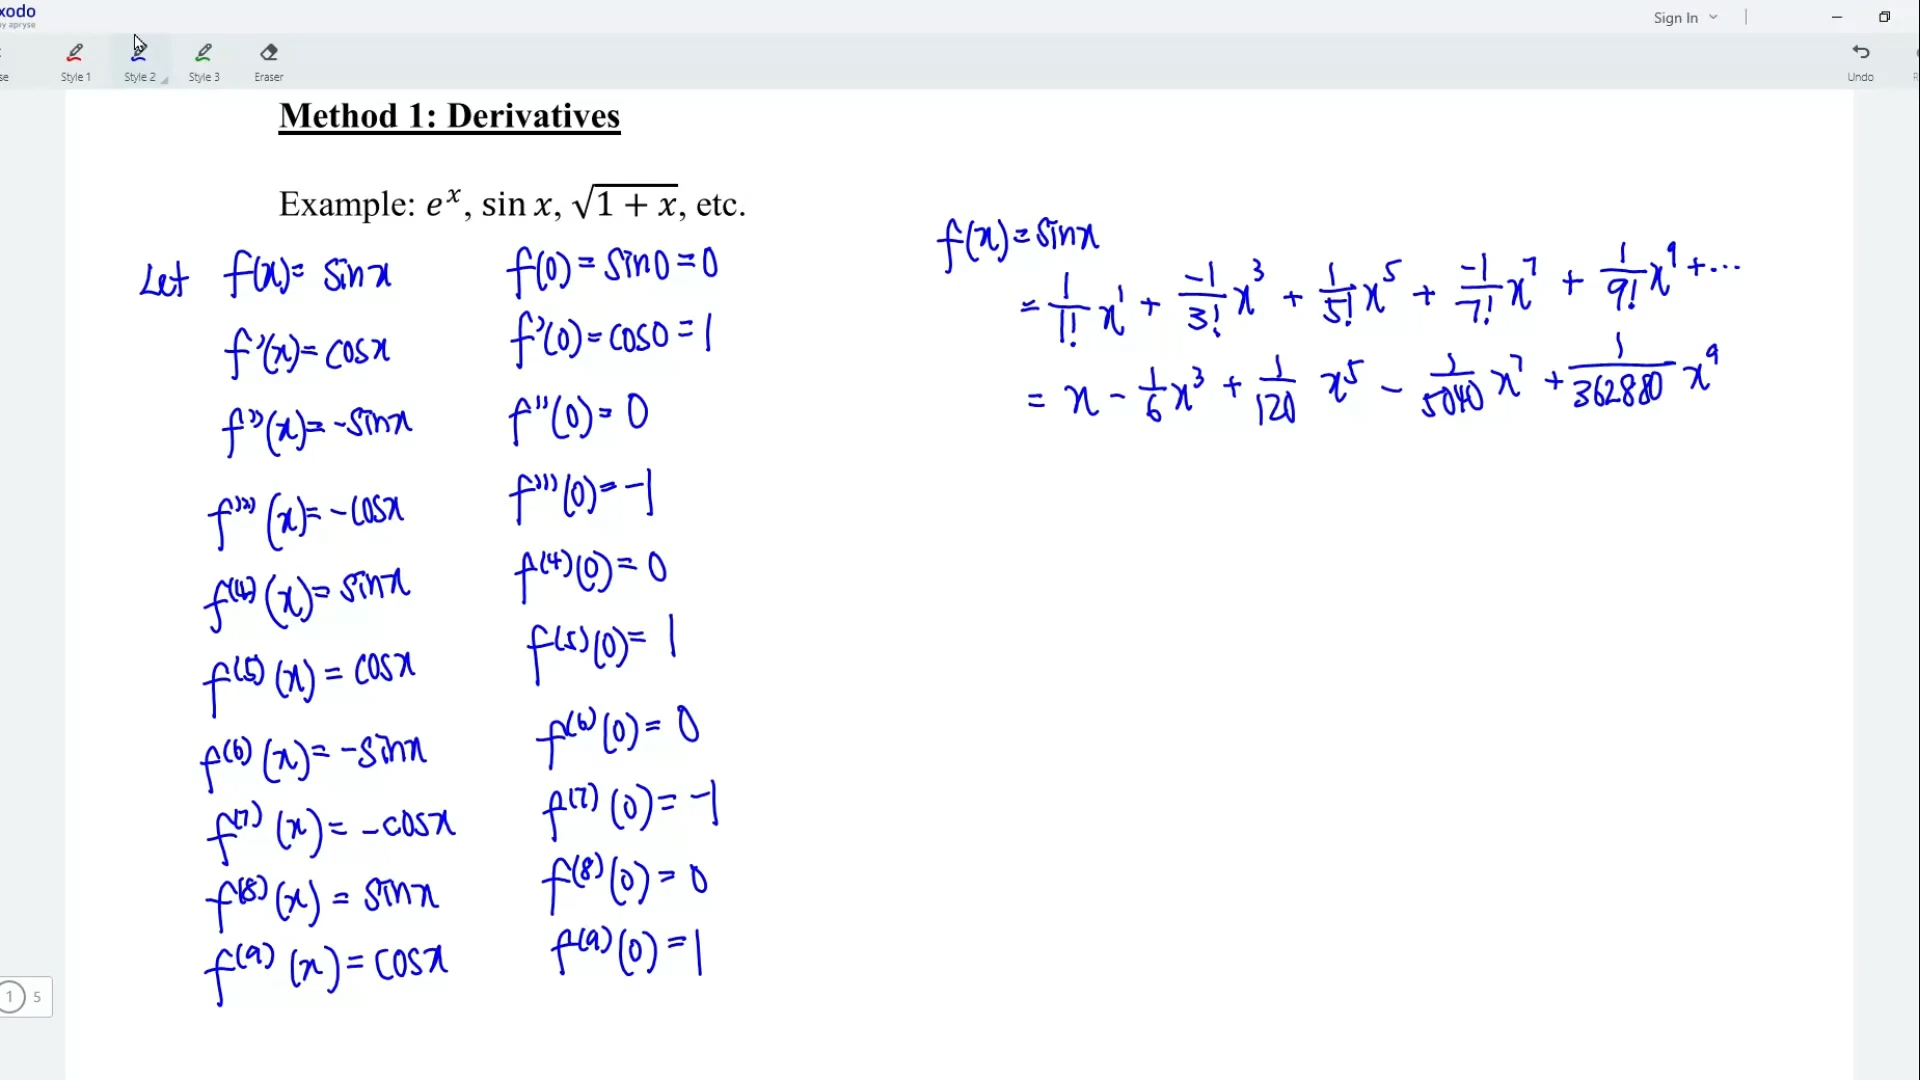 xodo
by apryse
Sign In
Style 1
Style 2
Style 3
Eraser
Undo
Method 1: Derivatives
Example: e^x, sin x, √(1 + x), etc.
Let f(x) = sin x
f'(x) = cos x
f''(x) = -sin x
f'''(x) = -cos x
f^(4)(x) = sin x
f^(5)(x) = cos x
f^(6)(x) = -sin x
f^(7)(x) = -cos x
f^(8)(x) = sin x
f^(9)(x) = cos x
f(0) = sin 0 = 0
f'(0) = cos 0 = 1
f''(0) = 0
f'''(0) = -1
f^(4)(0) = 0
f^(5)(0) = 1
f^(6)(0) = 0
f^(7)(0) = -1
f^(8)(0) = 0
f^(9)(0) = 1
f(x) = sin x
= 1/1! x^1 + -1/3! x^3 + 1/5! x^5 + -1/7! x^7 + 1/9! x^9 + ...
= x - 1/6 x^3 + 1/120 x^5 - 1/5040 x^7 + 1/362880 x^9
1 5